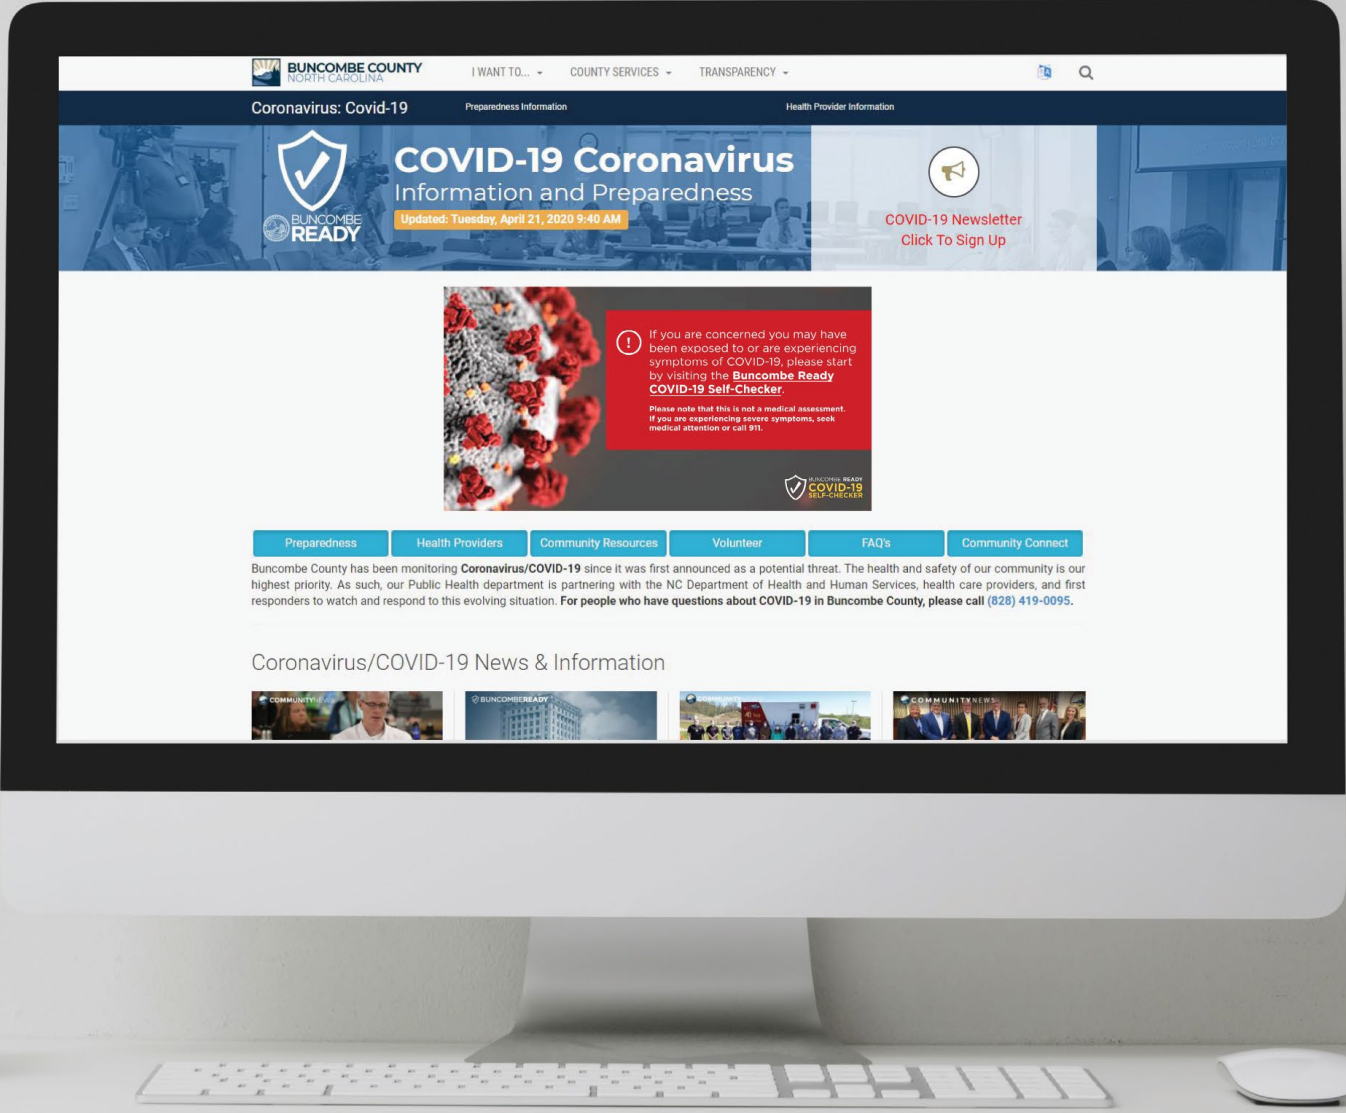 BUNCOMBE COUNTY
NORTH CAROLINA
I WANT TO...
COUNTY SERVICES
TRANSPARENCY
Coronavirus: Covid-19
Preparedness Information
Health Provider Information
BUNCOMBE
READY
COVID-19 Coronavirus
Information and Preparedness
Updated: Tuesday, April 21, 2020 9:40 AM
COVID-19 Newsletter
Click To Sign Up
If you are concerned you may have
been exposed to or are experiencing
symptoms of COVID-19, please start
by visiting the Buncombe Ready
COVID-19 Self-Checker.
Please note that this is not a medical assessment.
If you are experiencing severe symptoms, seek
medical attention or call 911.
BUNCOMBE READY
COVID-19
SELF-CHECKER
Preparedness
Health Providers
Community Resources
Volunteer
FAQ's
Community Connect
Buncombe County has been monitoring Coronavirus/COVID-19 since it was first announced as a potential threat. The health and safety of our community is our
highest priority. As such, our Public Health department is partnering with the NC Department of Health and Human Services, health care providers, and first
responders to watch and respond to this evolving situation. For people who have questions about COVID-19 in Buncombe County, please call (828) 419-0095.
Coronavirus/COVID-19 News & Information
COMMUNITYNEWS
BUNCOMBEREADY
COMMUNITY
COMMUNITYNEWS